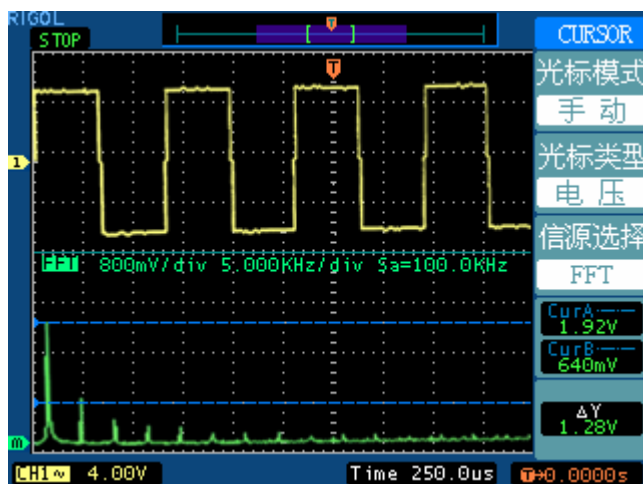 RIGOL
STOP
T
T
1
FFT 800mV/div 5.000KHz/div Sa=100.0KHz
m
CH1~ 4.00V
Time 250.0us
T→0.0000s
CURSOR
光标模式
手 动
光标类型
电 压
信源选择
FFT
CurA
1.92V
CurB
640mV
ΔY
1.28V